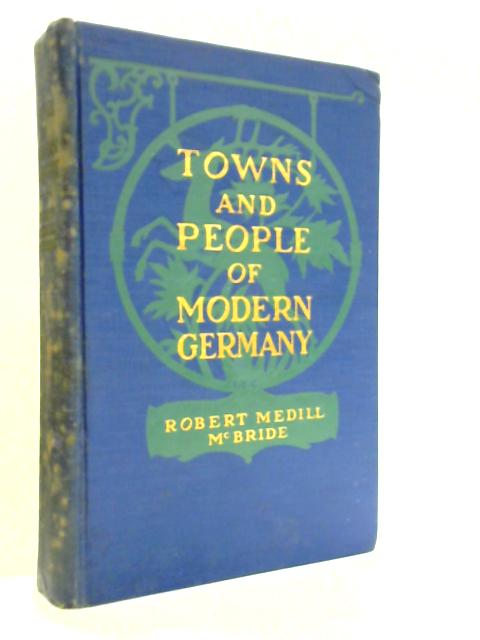 TOWNS
AND
PEOPLE
OF
MODERN
GERMANY
ROBERT MEDILL
McBRIDE